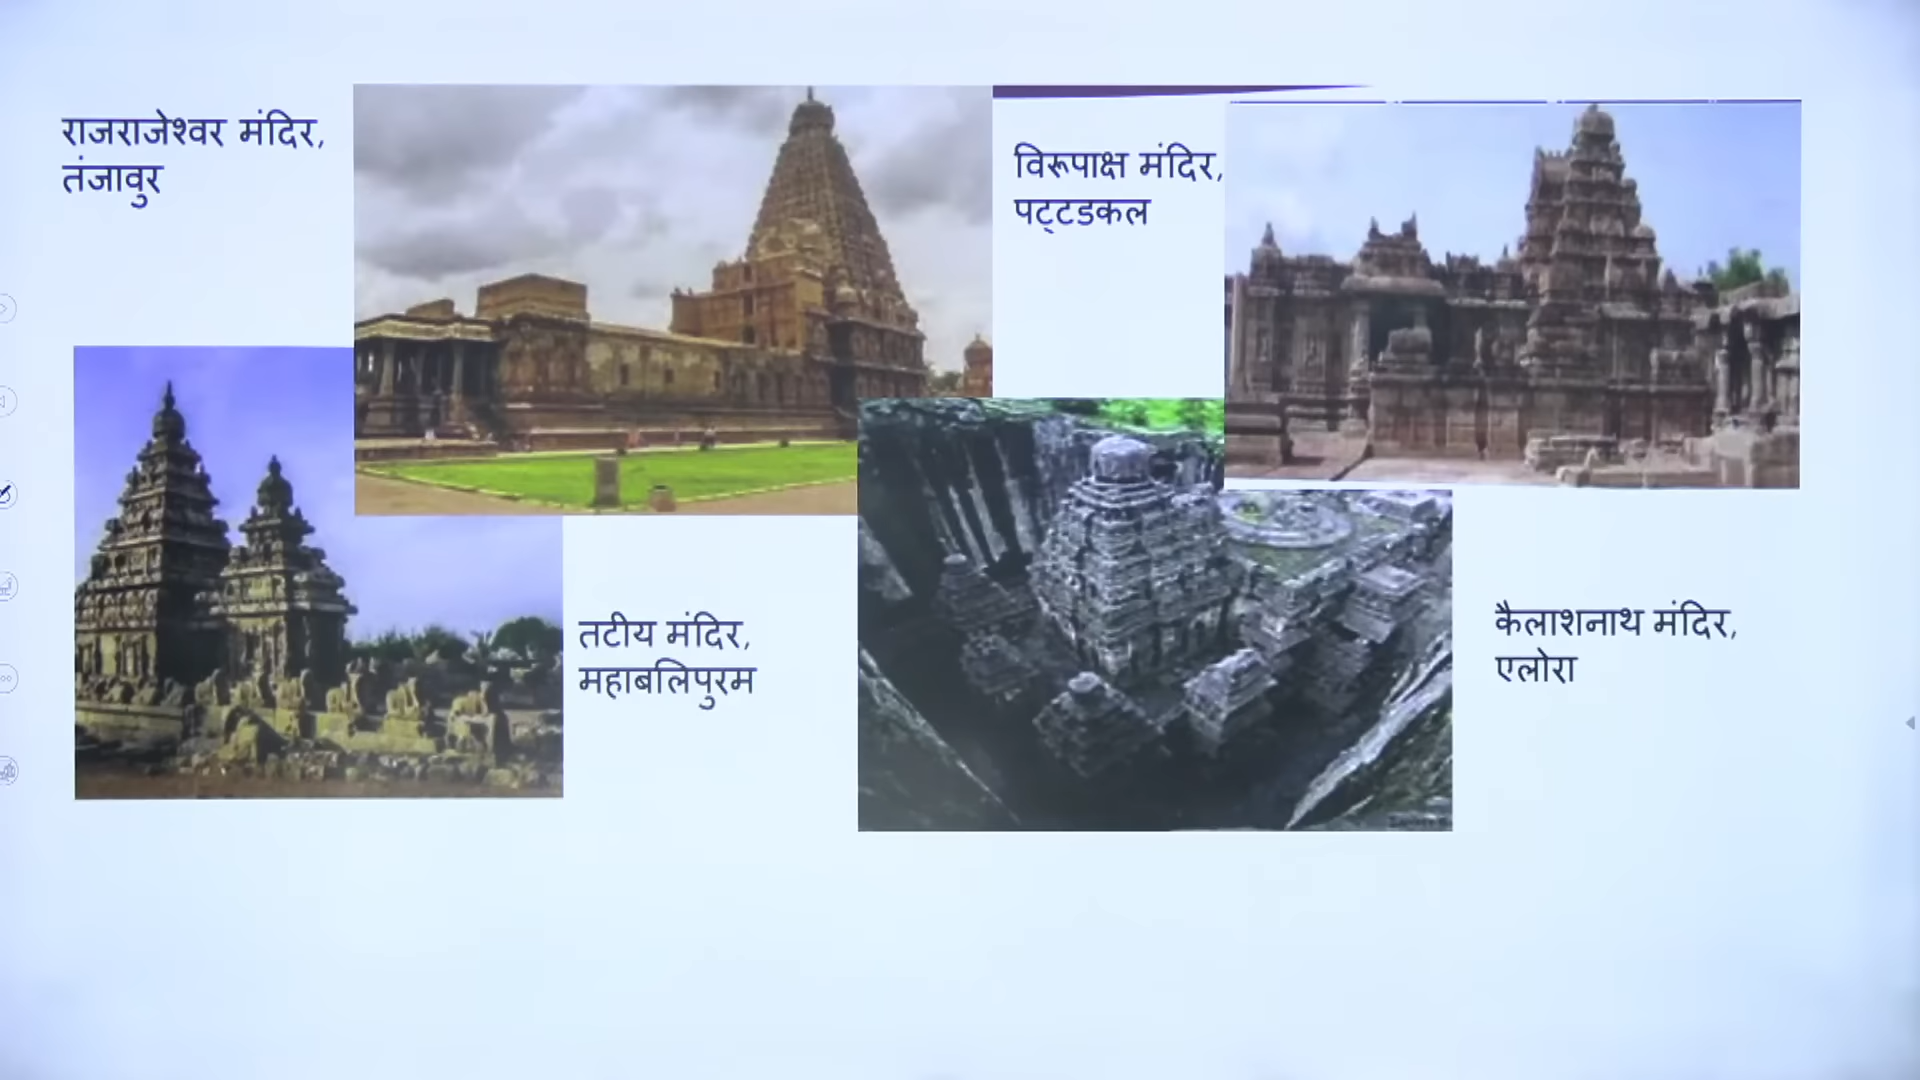 राजराजेश्वर मंदिर,
तंजावुर
विरूपाक्ष मंदिर,
पट्टडकल
तटीय मंदिर,
महाबलिपुरम
कैलाशनाथ मंदिर,
एलोरा